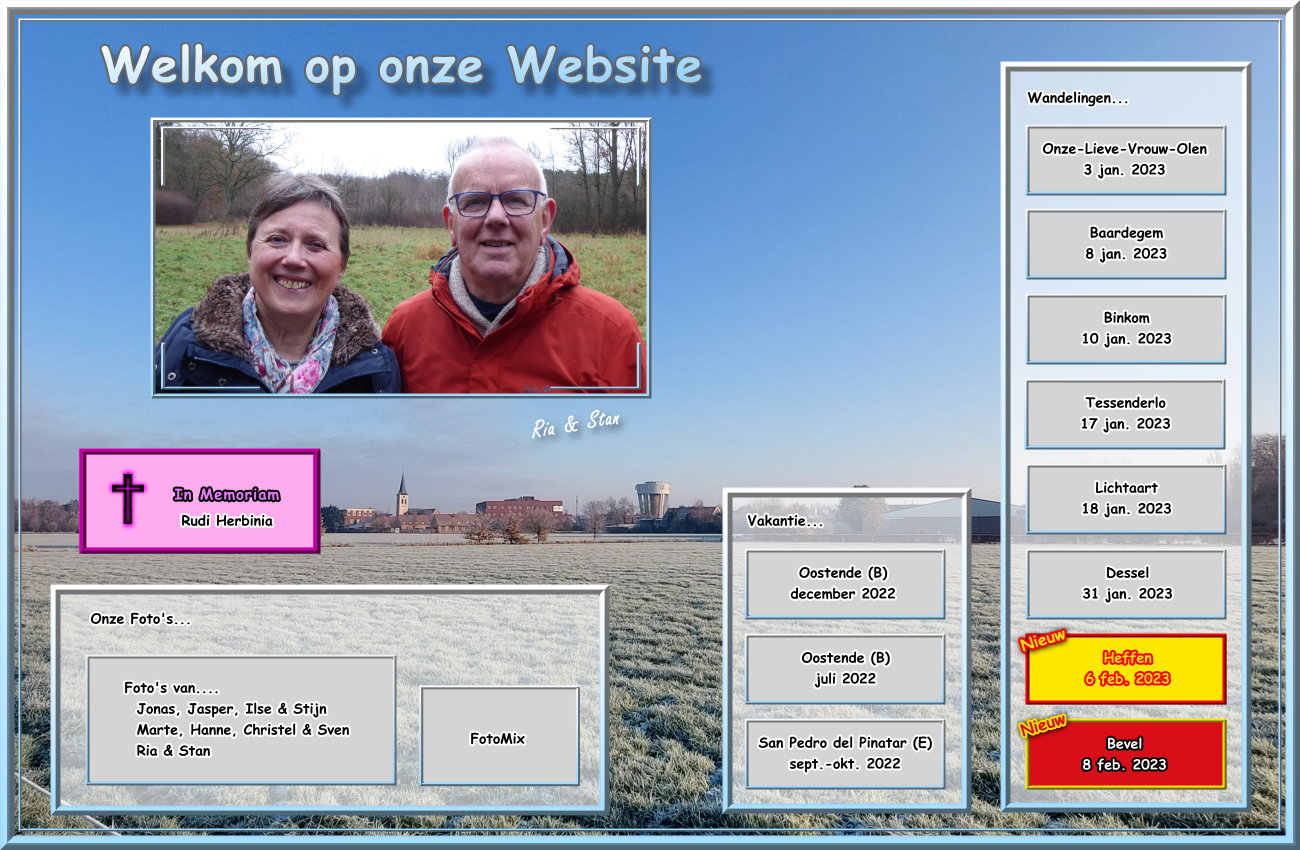 Welkom op onze Website
Ria & Stan
In Memoriam
Rudi Herbinia
Onze Foto's...
Foto's van....
Jonas, Jasper, Ilse & Stijn
Marte, Hanne, Christel & Sven
Ria & Stan
FotoMix
Vakantie...
Oostende (B)
december 2022
Oostende (B)
juli 2022
San Pedro del Pinatar (E)
sept.-okt. 2022
Wandelingen...
Onze-Lieve-Vrouw-Olen
3 jan. 2023
Baardegem
8 jan. 2023
Binkom
10 jan. 2023
Tessenderlo
17 jan. 2023
Lichtaart
18 jan. 2023
Dessel
31 jan. 2023
Nieuw
Heffen
6 feb. 2023
Nieuw
Bevel
8 feb. 2023